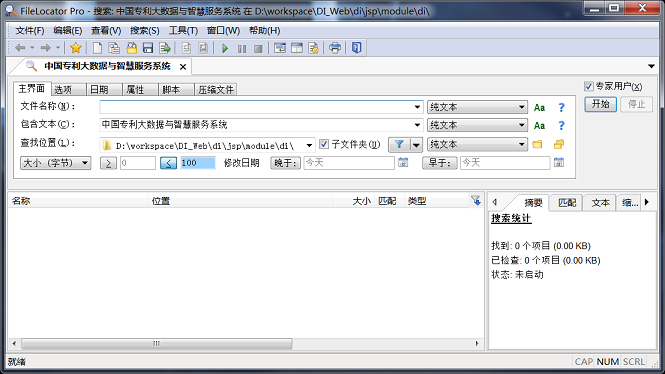 FileLocator Pro - 搜索: 中国专利大数据与智慧服务系统 在 D:\workspace\DI_Web\di\jsp\module\di\
文件(F) 编辑(E) 查看(V) 搜索(S) 工具(T) 窗口(W) 帮助(H)
中国专利大数据与智慧服务系统
主界面 选项 日期 属性 脚本 压缩文件
专家用户(X)
文件名称(N): 纯文本 Aa ?
开始 停止
包含文本(C): 中国专利大数据与智慧服务系统 纯文本 Aa ?
查找位置(L): D:\workspace\DI_Web\di\jsp\module\di\ 子文件夹(U) 纯文本
大小 (字节) ≥ 0 ≤ 100 修改日期 晚于: 今天 早于: 今天
名称 位置 大小 匹配 类型
摘要 匹配 文本 缩...
搜索统计
找到: 0 个项目 (0.00 KB)
已检查: 0 个项目 (0.00 KB)
状态: 未启动
就绪 CAP NUM SCRL